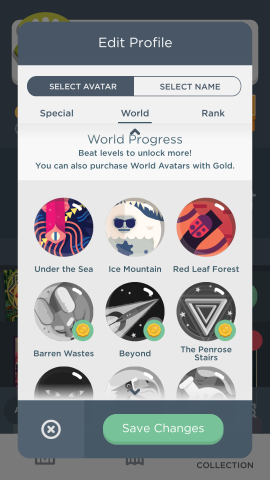 Edit Profile
SELECT AVATAR SELECT NAME
Special World Rank
World Progress
Beat levels to unlock more!
You can also purchase World Avatars with Gold.
Under the Sea Ice Mountain Red Leaf Forest
Barren Wastes Beyond The Penrose
Stairs
Save Changes
COLLECTION